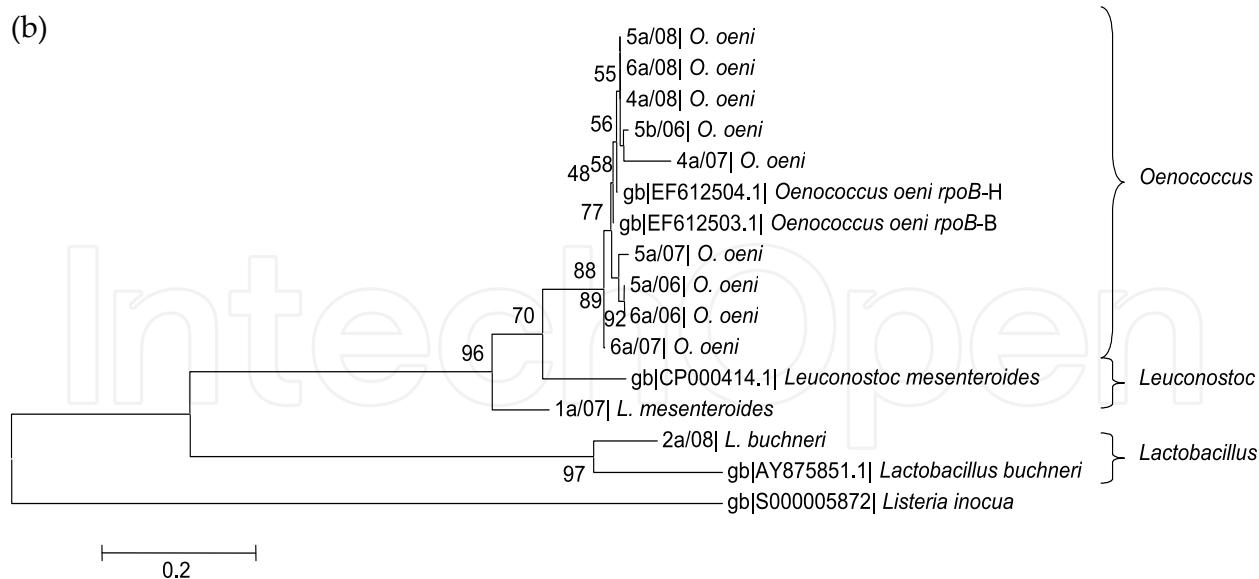 (b)
5a/08| O. oeni
55
6a/08| O. oeni
4a/08| O. oeni
56
5b/06| O. oeni
4a/07| O. oeni
58
48
gb|EF612504.1| Oenococcus oeni rpoB-H
Oenococcus
77
gb|EF612503.1| Oenococcus oeni rpoB-B
5a/07| O. oeni
88
5a/06| O. oeni
89
92
6a/06| O. oeni
70
6a/07| O. oeni
96
gb|CP000414.1| Leuconostoc mesenteroides
Leuconostoc
1a/07| L. mesenteroides
2a/08| L. buchneri
Lactobacillus
97
gb|AY875851.1| Lactobacillus buchneri
gb|S000005872| Listeria inocua
0.2
IntechOpen